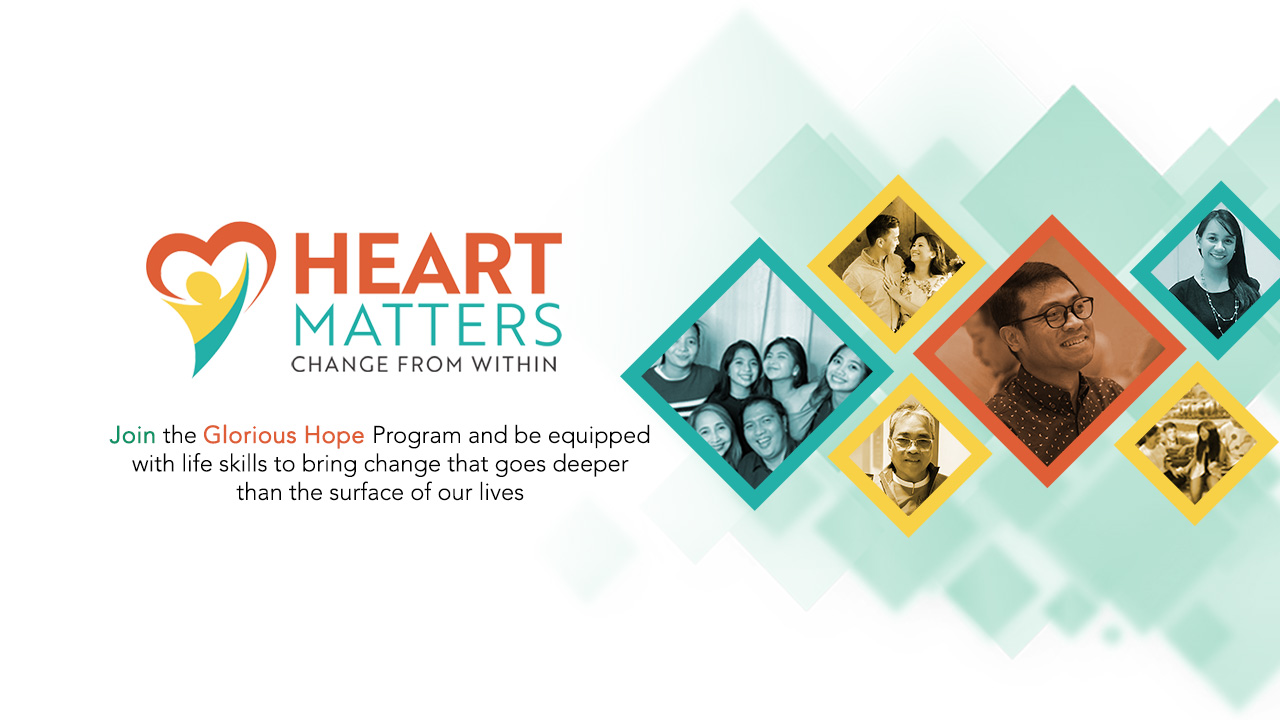 HEART
MATTERS
CHANGE FROM WITHIN
Join the Glorious Hope Program and be equipped
with life skills to bring change that goes deeper
than the surface of our lives